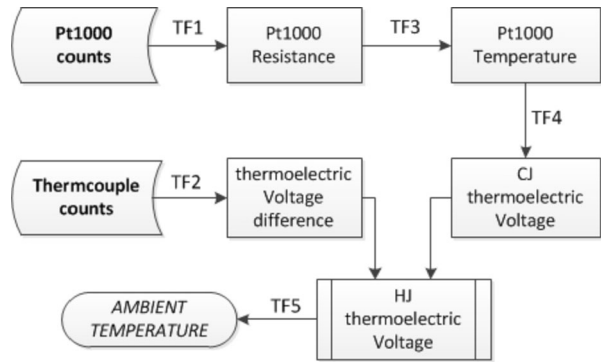 Pt1000
counts
TF1
Pt1000
Resistance
TF3
Pt1000
Temperature
TF4
Thermcouple
counts
TF2
thermoelectric
Voltage
difference
CJ
thermoelectric
Voltage
HJ
thermoelectric
Voltage
TF5
AMBIENT
TEMPERATURE